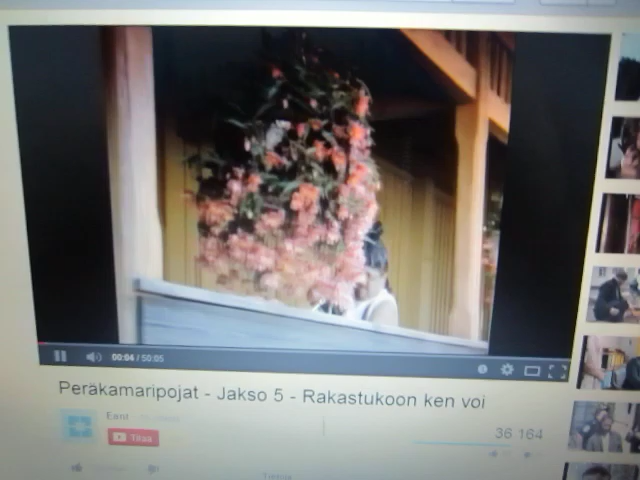 00:04 / 50:05
Peräkamaripojat - Jakso 5 - Rakastukoon ken voi
Tilaa
36 164